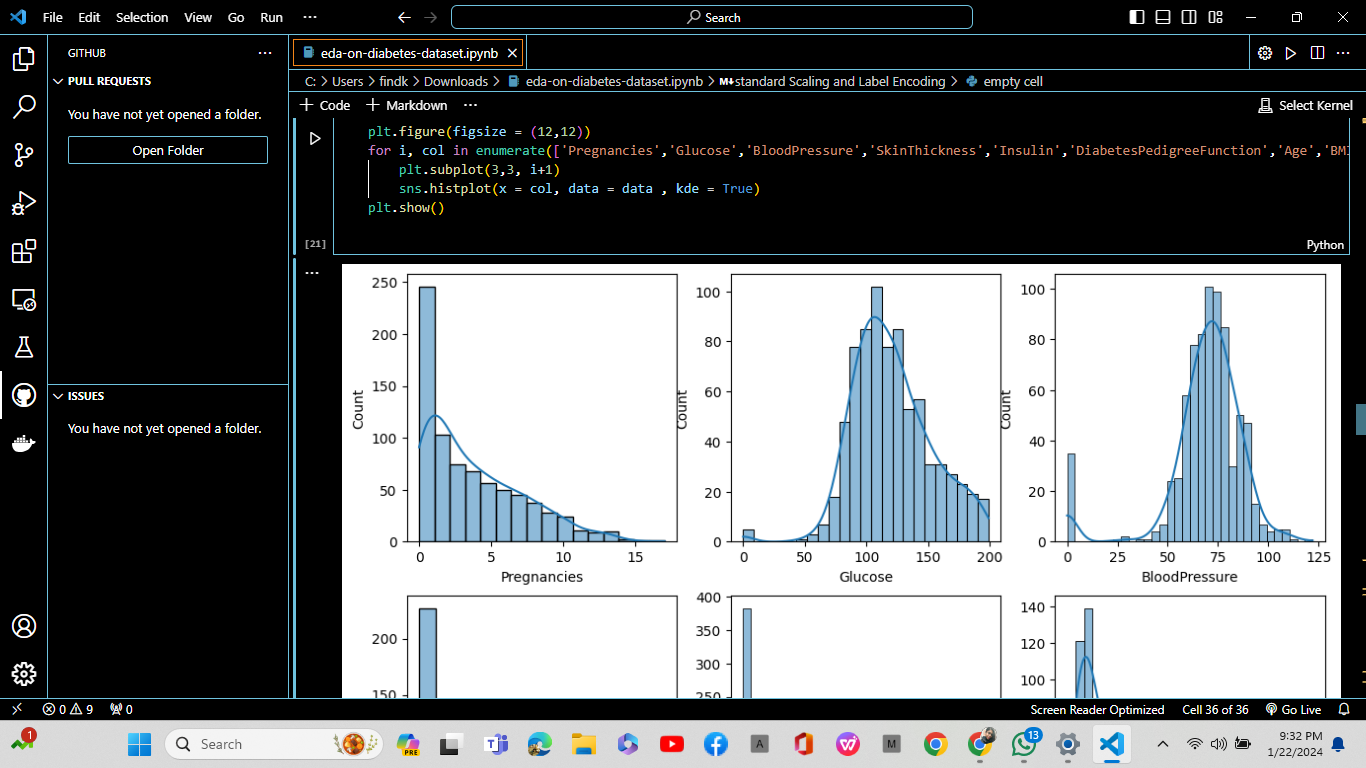 File Edit Selection View Go Run ··· Search
GITHUB ···
PULL REQUESTS
You have not yet opened a folder.
Open Folder
ISSUES
You have not yet opened a folder.
eda-on-diabetes-dataset.ipynb
C: > Users > findk > Downloads > eda-on-diabetes-dataset.ipynb > M↓standard Scaling and Label Encoding > empty cell
+ Code + Markdown ··· Select Kernel
plt.figure(figsize = (12,12))
for i, col in enumerate(['Pregnancies','Glucose','BloodPressure','SkinThickness','Insulin','DiabetesPedigreeFunction','Age','BMI
plt.subplot(3,3, i+1)
sns.histplot(x = col, data = data , kde = True)
plt.show()
[21]
Python
250
200
150
100
50
0
Count
0 5 10 15
Pregnancies
100
80
60
40
20
0
Count
0 50 100 150 200
Glucose
100
80
60
40
20
0
Count
0 25 50 75 100 125
BloodPressure
200
150
400
350
300
250
140
120
100
0 9 0 Screen Reader Optimized Cell 36 of 36 Go Live
1 Search PRE A M 13 9:32 PM
1/22/2024